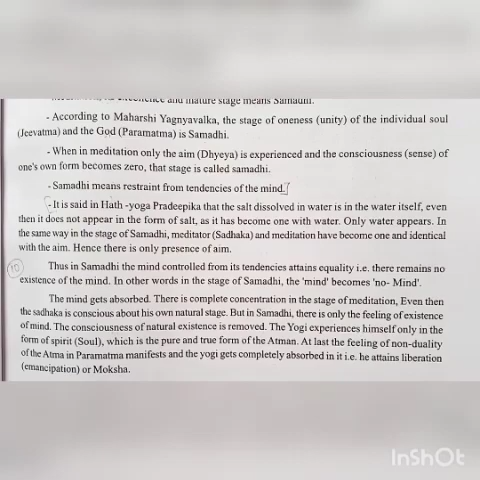 and mature stage means Samadhi.
- According to Maharshi Yagnyavalka, the stage of oneness (unity) of the individual soul
(Jeevatma) and the God (Paramatma) is Samadhi.
- When in meditation only the aim (Dhyeya) is experienced and the consciousness (sense) of
one's own form becomes zero, that stage is called samadhi.
- Samadhi means restraint from tendencies of the mind.
- It is said in Hath -yoga Pradeepika that the salt dissolved in water is in the water itself, even
then it does not appear in the form of salt, as it has become one with water. Only water appears. In
the same way in the stage of Samadhi, meditator (Sadhaka) and meditation have become one and identical
with the aim. Hence there is only presence of aim.
10
Thus in Samadhi the mind controlled from its tendencies attains equality i.e. there remains no
existence of the mind. In other words in the stage of Samadhi, the 'mind' becomes 'no- Mind'.
The mind gets absorbed. There is complete concentration in the stage of meditation, Even then
the sadhaka is conscious about his own natural stage. But in Samadhi, there is only the feeling of existence
of mind. The consciousness of natural existence is removed. The Yogi experiences himself only in the
form of spirit (Soul), which is the pure and true form of the Atman. At last the feeling of non-duality
of the Atma in Paramatma manifests and the yogi gets completely absorbed in it i.e. he attains liberation
(emancipation) or Moksha.
InShOt